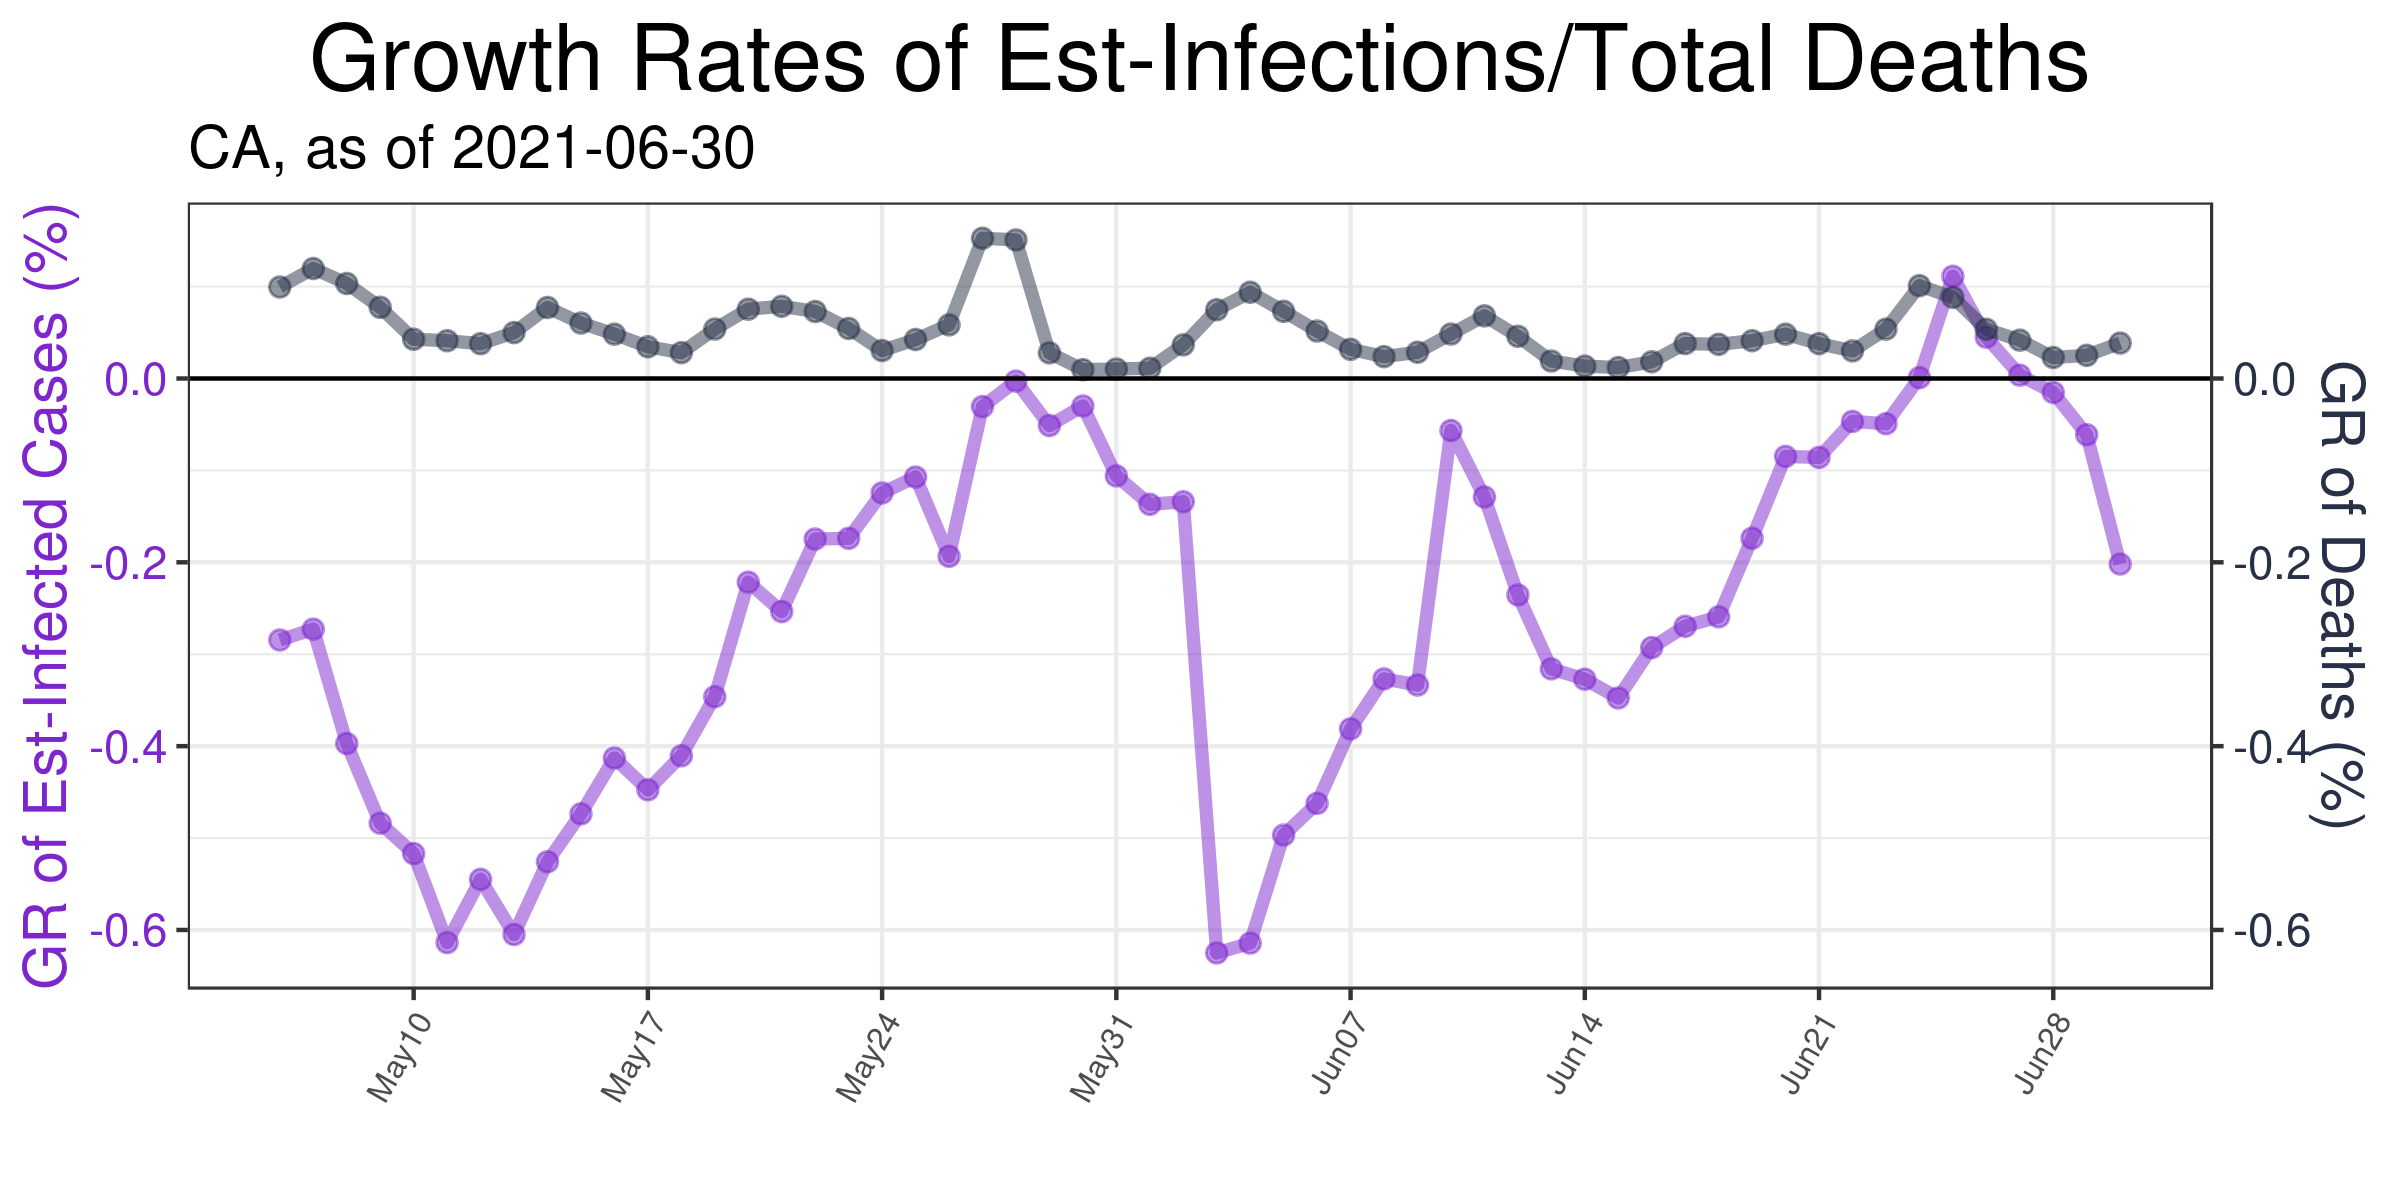 Growth Rates of Est-Infections/Total Deaths
CA, as of 2021-06-30
GR of Est-Infected Cases (%)
0.0
-0.2
-0.4
-0.6
0.0
-0.2
-0.4
-0.6
GR of Deaths (%)
May10
May17
May24
May31
Jun07
Jun14
Jun21
Jun28